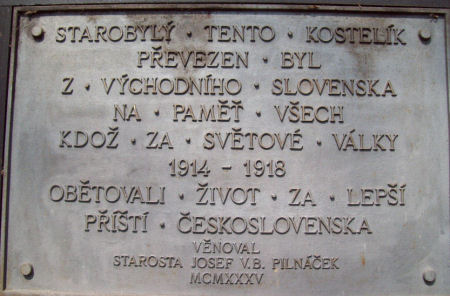 STAROBYLÝ · TENTO · KOSTELÍK
PŘEVEZEN · BYL
Z · VÝCHODNÍHO · SLOVENSKA
NA · PAMĚŤ · VŠECH
KDOŽ · ZA · SVĚTOVÉ · VÁLKY
1914 - 1918
OBĚTOVALI · ŽIVOT · ZA · LEPŠÍ
PŘÍŠTÍ · ČESKOSLOVENSKA
VĚNOVAL
STAROSTA JOSEF V.B. PILNÁČEK
MCMXXXV